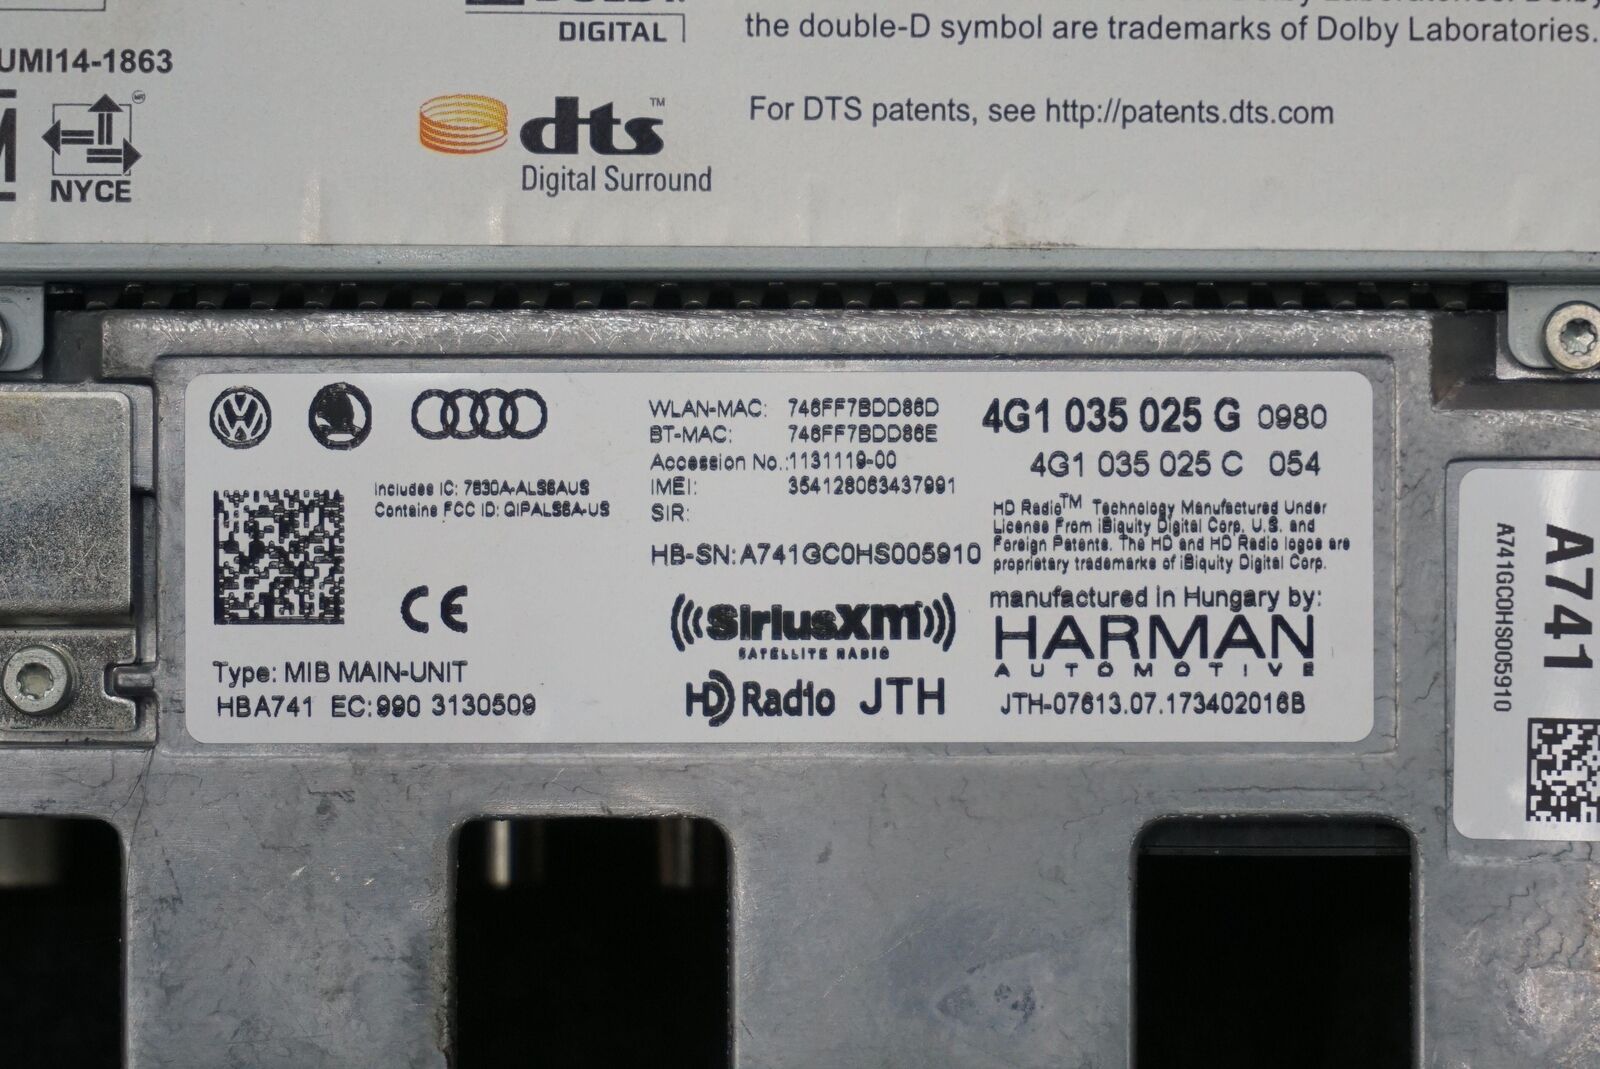 DIGITAL
the double-D symbol are trademarks of Dolby Laboratories.
UMI14-1863
NYCE
dts™
Digital Surround
For DTS patents, see http://patents.dts.com
WLAN-MAC: 746FF7BDD86D
BT-MAC: 746FF7BDD86E
Accession No.:1131119-00
IMEI: 354126063437991
SIR:
HB-SN: A741GC0HS005910
4G1 035 025 G 0980
4G1 035 025 C 054
Includes IC: 7830A-ALS6AUS
Contains FCC ID: QIPALS6A-US
HD Radio™ Technology Manufactured Under
License From iBiquity Digital Corp, U.S. and
Foreign Patents. The HD and HD Radio logos are
proprietary trademarks of iBiquity Digital Corp.
CE
SiriusXM
SATELLITE RADIO
HD Radio JTH
manufactured in Hungary by:
HARMAN
AUTOMOTIVE
JTH-07613.07.173402016B
Type: MIB MAIN-UNIT
HBA741 EC:990 3130509
A741
A741GC0HS005910